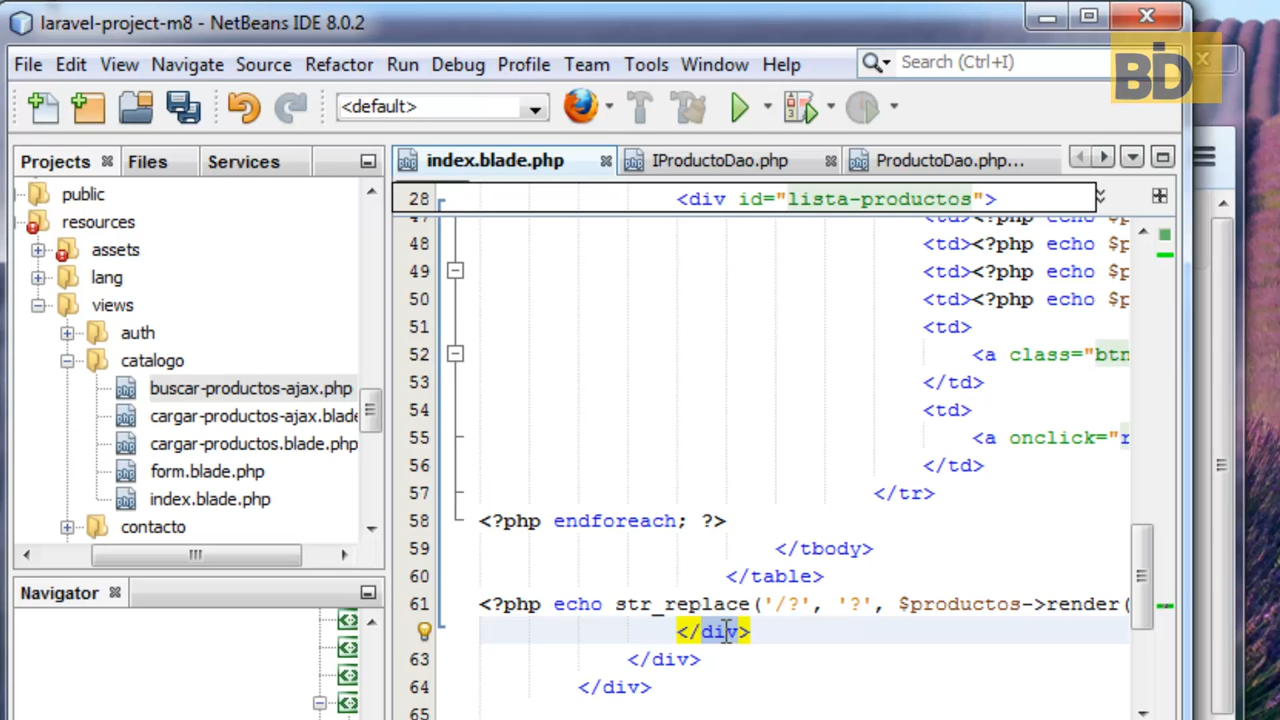 laravel-project-m8 - NetBeans IDE 8.0.2
BD
File Edit View Navigate Source Refactor Run Debug Profile Team Tools Window Help
Search (Ctrl+I)
<default>
Projects Files Services
index.blade.php IProductoDao.php ProductoDao.php...
public
resources
assets
lang
views
auth
catalogo
buscar-productos-ajax.php
cargar-productos-ajax.blade
cargar-productos.blade.php
form.blade.php
index.blade.php
contacto
Navigator
28 <div id="lista-productos">
47 <td><?php echo $p
48 <td><?php echo $p
49 <td><?php echo $p
50 <td><?php echo $p
51 <td>
52 <a class="btn
53 </td>
54 <td>
55 <a onclick="r
56 </td>
57 </tr>
58 <?php endforeach; ?>
59 </tbody>
60 </table>
61 <?php echo str_replace('/?', '?', $productos->render(
</div>
63 </div>
64 </div>
65